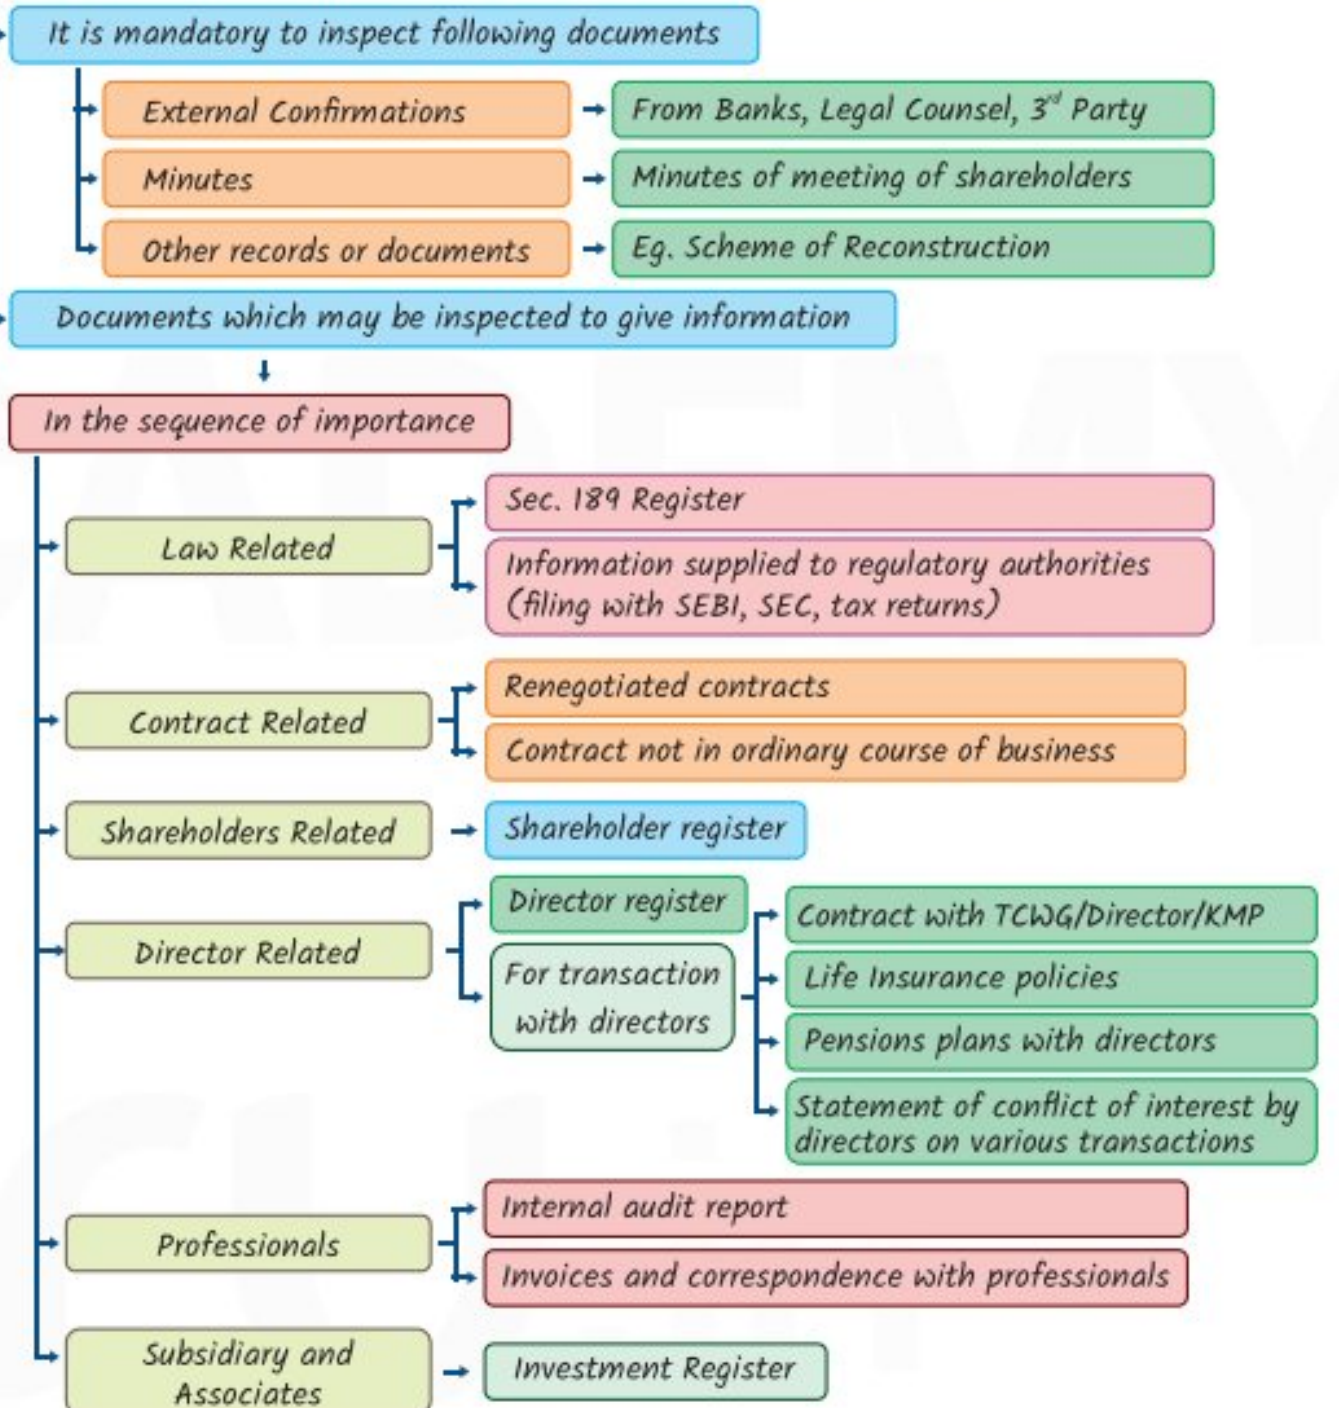 It is mandatory to inspect following documents
External Confirmations
From Banks, Legal Counsel, 3rd Party
Minutes
Minutes of meeting of shareholders
Other records or documents
Eg. Scheme of Reconstruction
Documents which may be inspected to give information
In the sequence of importance
Law Related
Sec. 189 Register
Information supplied to regulatory authorities
(filing with SEBI, SEC, tax returns)
Contract Related
Renegotiated contracts
Contract not in ordinary course of business
Shareholders Related
Shareholder register
Director Related
Director register
For transaction
with directors
Contract with TCWG/Director/KMP
Life Insurance policies
Pensions plans with directors
Statement of conflict of interest by
directors on various transactions
Professionals
Internal audit report
Invoices and correspondence with professionals
Subsidiary and
Associates
Investment Register